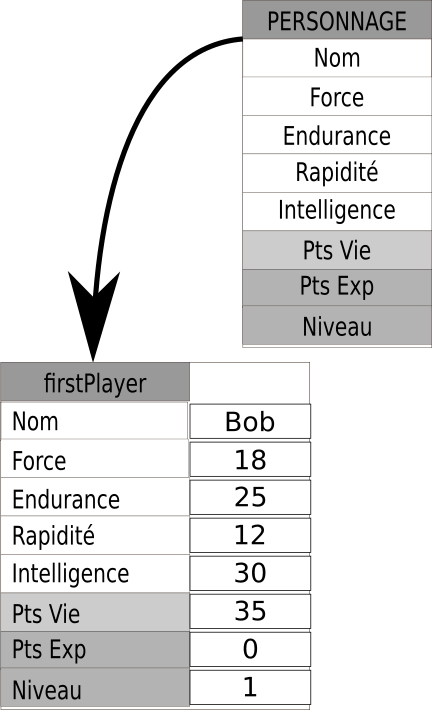 PERSONNAGE
Nom
Force
Endurance
Rapidité
Intelligence
Pts Vie
Pts Exp
Niveau
firstPlayer
Nom Bob
Force 18
Endurance 25
Rapidité 12
Intelligence 30
Pts Vie 35
Pts Exp 0
Niveau 1